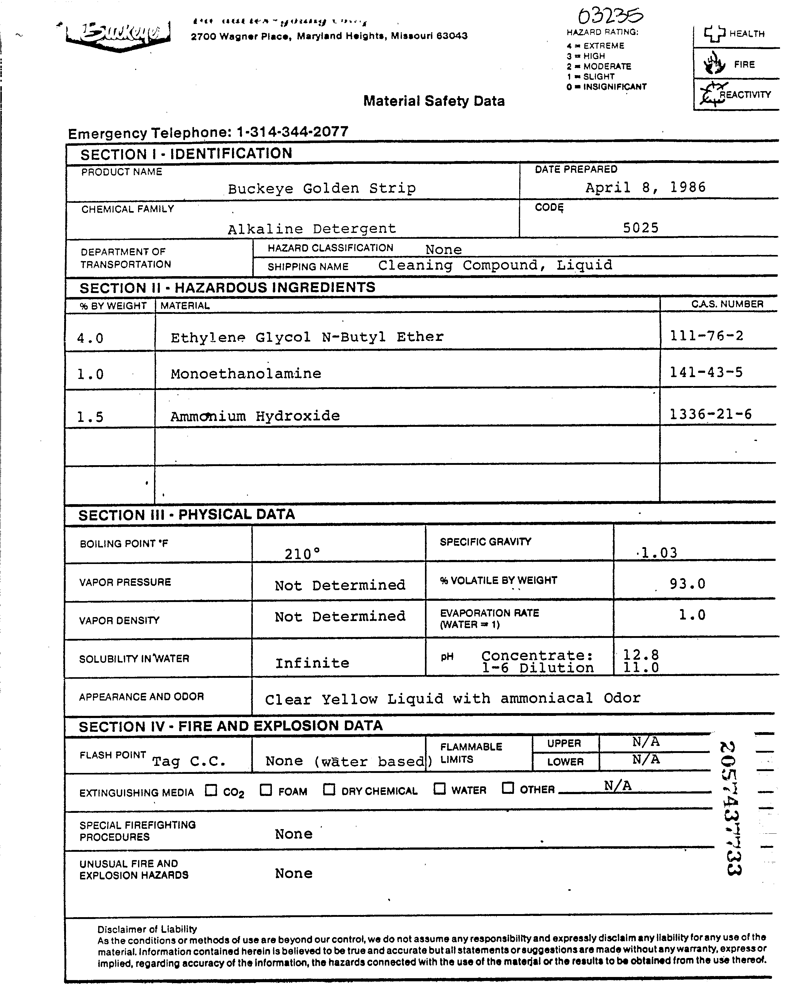 03235
Buckeye
2700 Wagner Place, Maryland Heights, Missouri 63043
HAZARD RATING:
4 = EXTREME
3 = HIGH
2 = MODERATE
1 = SLIGHT
0 = INSIGNIFICANT
HEALTH
FIRE
REACTIVITY
Material Safety Data
Emergency Telephone: 1-314-344-2077
SECTION I - IDENTIFICATION
PRODUCT NAME
Buckeye Golden Strip
DATE PREPARED
April 8, 1986
CHEMICAL FAMILY
Alkaline Detergent
CODE
5025
DEPARTMENT OF
TRANSPORTATION
HAZARD CLASSIFICATION None
SHIPPING NAME Cleaning Compound, Liquid
SECTION II - HAZARDOUS INGREDIENTS
% BY WEIGHT MATERIAL C.A.S. NUMBER
4.0 Ethylene Glycol N-Butyl Ether 111-76-2
1.0 Monoethanolamine 141-43-5
1.5 Ammonium Hydroxide 1336-21-6
SECTION III - PHYSICAL DATA
BOILING POINT °F 210° SPECIFIC GRAVITY 1.03
VAPOR PRESSURE Not Determined % VOLATILE BY WEIGHT 93.0
VAPOR DENSITY Not Determined EVAPORATION RATE
(WATER = 1) 1.0
SOLUBILITY IN WATER Infinite pH Concentrate: 12.8
1-6 Dilution 11.0
APPEARANCE AND ODOR Clear Yellow Liquid with ammoniacal Odor
SECTION IV - FIRE AND EXPLOSION DATA
FLASH POINT Tag C.C. None (water based) FLAMMABLE
LIMITS
UPPER N/A
LOWER N/A
EXTINGUISHING MEDIA ☐ CO2 ☐ FOAM ☐ DRY CHEMICAL ☐ WATER ☐ OTHER N/A
SPECIAL FIREFIGHTING
PROCEDURES None
UNUSUAL FIRE AND
EXPLOSION HAZARDS None
2057437733
Disclaimer of Liability
As the conditions or methods of use are beyond our control, we do not assume any responsibility and expressly disclaim any liability for any use of the
material. Information contained herein is believed to be true and accurate but all statements or suggestions are made without any warranty, express or
implied, regarding accuracy of the information, the hazards connected with the use of the material or the results to be obtained from the use thereof.